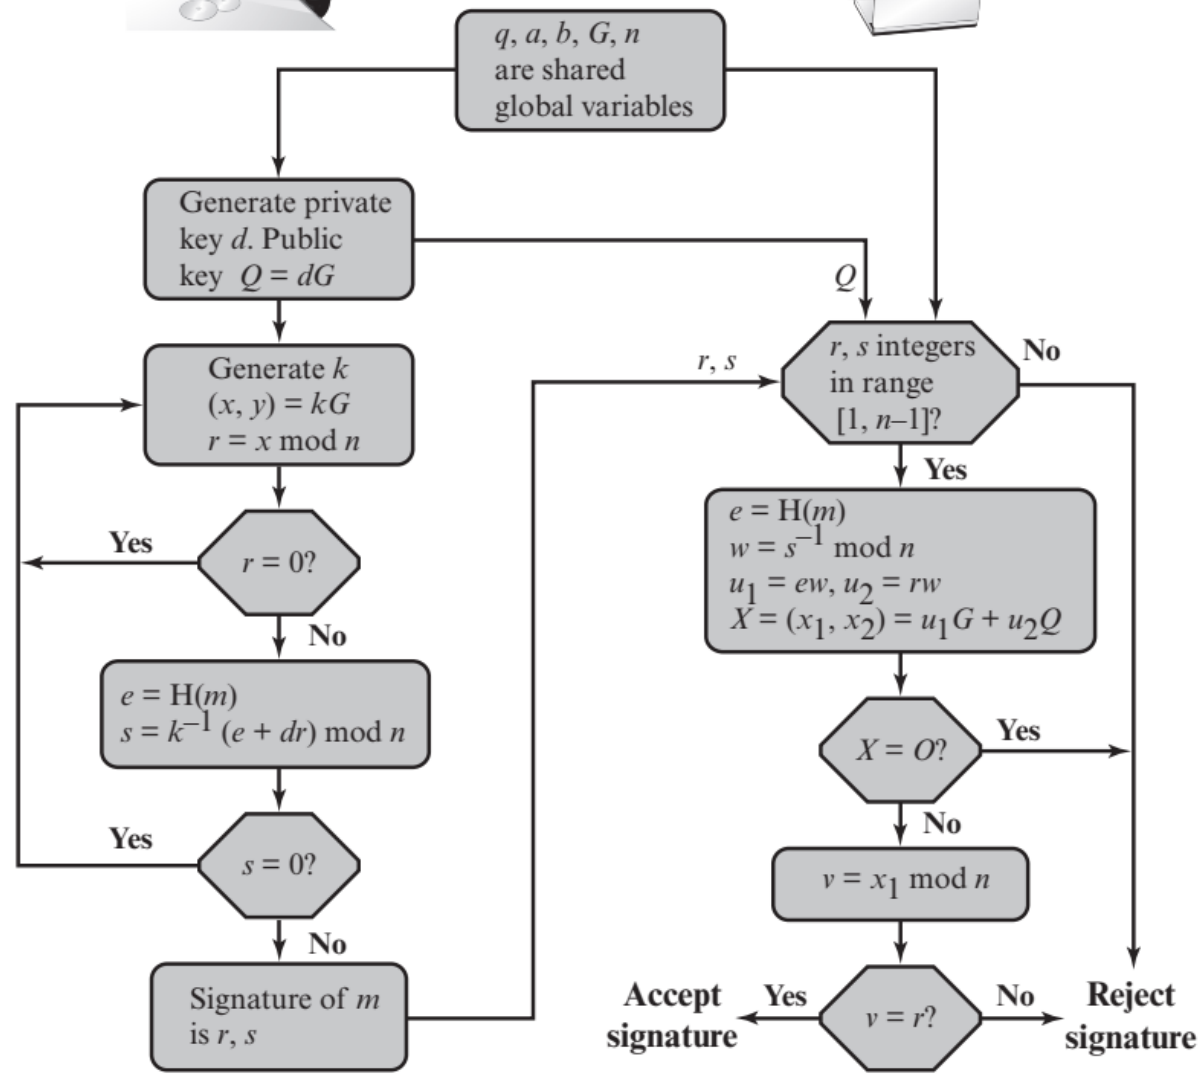 q, a, b, G, n
are shared
global variables
Generate private
key d. Public
key Q = dG
Q
Generate k
(x, y) = kG
r = x mod n
r, s
r, s integers
in range
[1, n–1]?
No
Yes
Yes
r = 0?
No
e = H(m)
w = s⁻¹ mod n
u₁ = ew, u₂ = rw
X = (x₁, x₂) = u₁G + u₂Q
e = H(m)
s = k⁻¹ (e + dr) mod n
X = O?
Yes
No
Yes
s = 0?
No
v = x₁ mod n
Signature of m
is r, s
Accept
signature
Yes
v = r?
No
Reject
signature